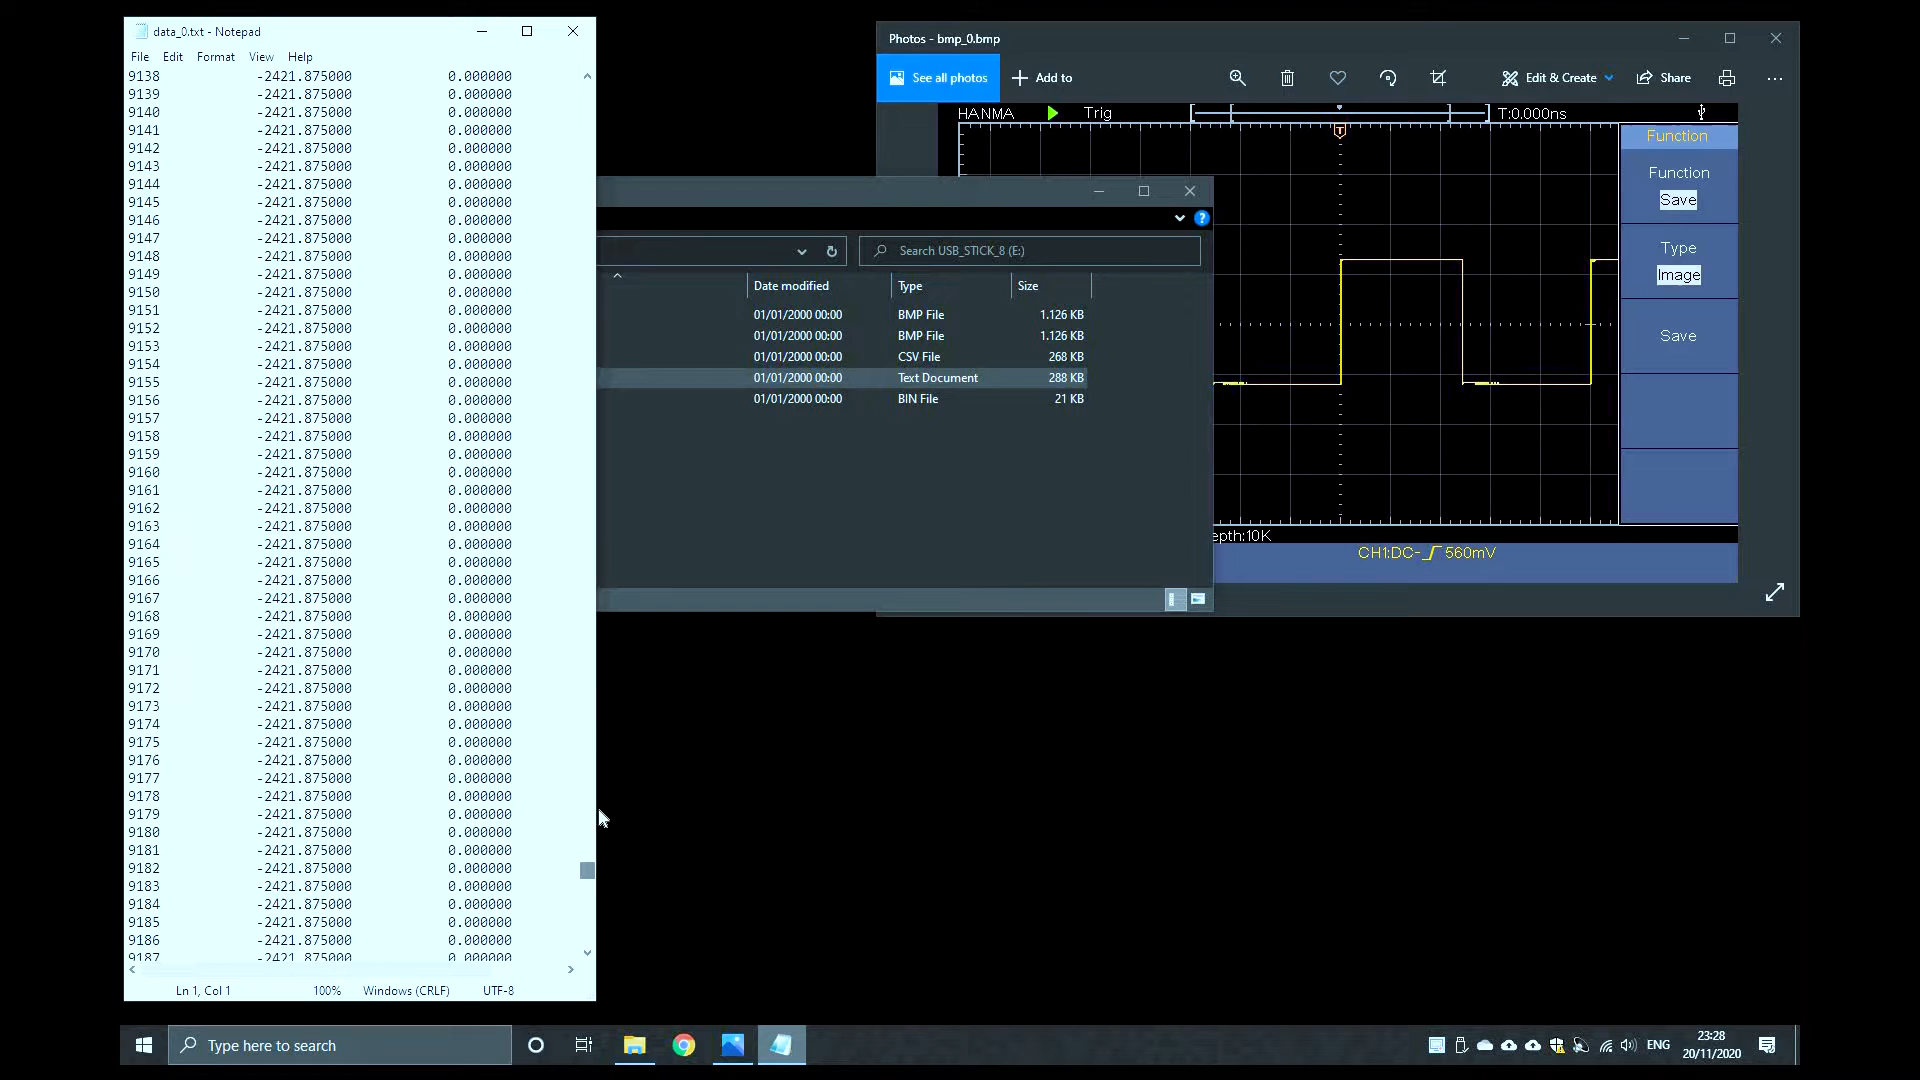 data_0.txt - Notepad
File Edit Format View Help
9138 -2421.875000 0.000000
9139 -2421.875000 0.000000
9140 -2421.875000 0.000000
9141 -2421.875000 0.000000
9142 -2421.875000 0.000000
9143 -2421.875000 0.000000
9144 -2421.875000 0.000000
9145 -2421.875000 0.000000
9146 -2421.875000 0.000000
9147 -2421.875000 0.000000
9148 -2421.875000 0.000000
9149 -2421.875000 0.000000
9150 -2421.875000 0.000000
9151 -2421.875000 0.000000
9152 -2421.875000 0.000000
9153 -2421.875000 0.000000
9154 -2421.875000 0.000000
9155 -2421.875000 0.000000
9156 -2421.875000 0.000000
9157 -2421.875000 0.000000
9158 -2421.875000 0.000000
9159 -2421.875000 0.000000
9160 -2421.875000 0.000000
9161 -2421.875000 0.000000
9162 -2421.875000 0.000000
9163 -2421.875000 0.000000
9164 -2421.875000 0.000000
9165 -2421.875000 0.000000
9166 -2421.875000 0.000000
9167 -2421.875000 0.000000
9168 -2421.875000 0.000000
9169 -2421.875000 0.000000
9170 -2421.875000 0.000000
9171 -2421.875000 0.000000
9172 -2421.875000 0.000000
9173 -2421.875000 0.000000
9174 -2421.875000 0.000000
9175 -2421.875000 0.000000
9176 -2421.875000 0.000000
9177 -2421.875000 0.000000
9178 -2421.875000 0.000000
9179 -2421.875000 0.000000
9180 -2421.875000 0.000000
9181 -2421.875000 0.000000
9182 -2421.875000 0.000000
9183 -2421.875000 0.000000
9184 -2421.875000 0.000000
9185 -2421.875000 0.000000
9186 -2421.875000 0.000000
9187 -2421.875000 0.000000
Ln 1, Col 1 100% Windows (CRLF) UTF-8
Search USB_STICK_8 (E:)
Date modified Type Size
01/01/2000 00:00 BMP File 1.126 KB
01/01/2000 00:00 BMP File 1.126 KB
01/01/2000 00:00 CSV File 268 KB
01/01/2000 00:00 Text Document 288 KB
01/01/2000 00:00 BIN File 21 KB
Photos - bmp_0.bmp
See all photos Add to Edit & Create Share
HANMA Trig T:0.000ns
T
Function
Function
Save
Type
Image
Save
epth:10K
CH1:DC- 560mV
Type here to search
ENG
23:28
20/11/2020